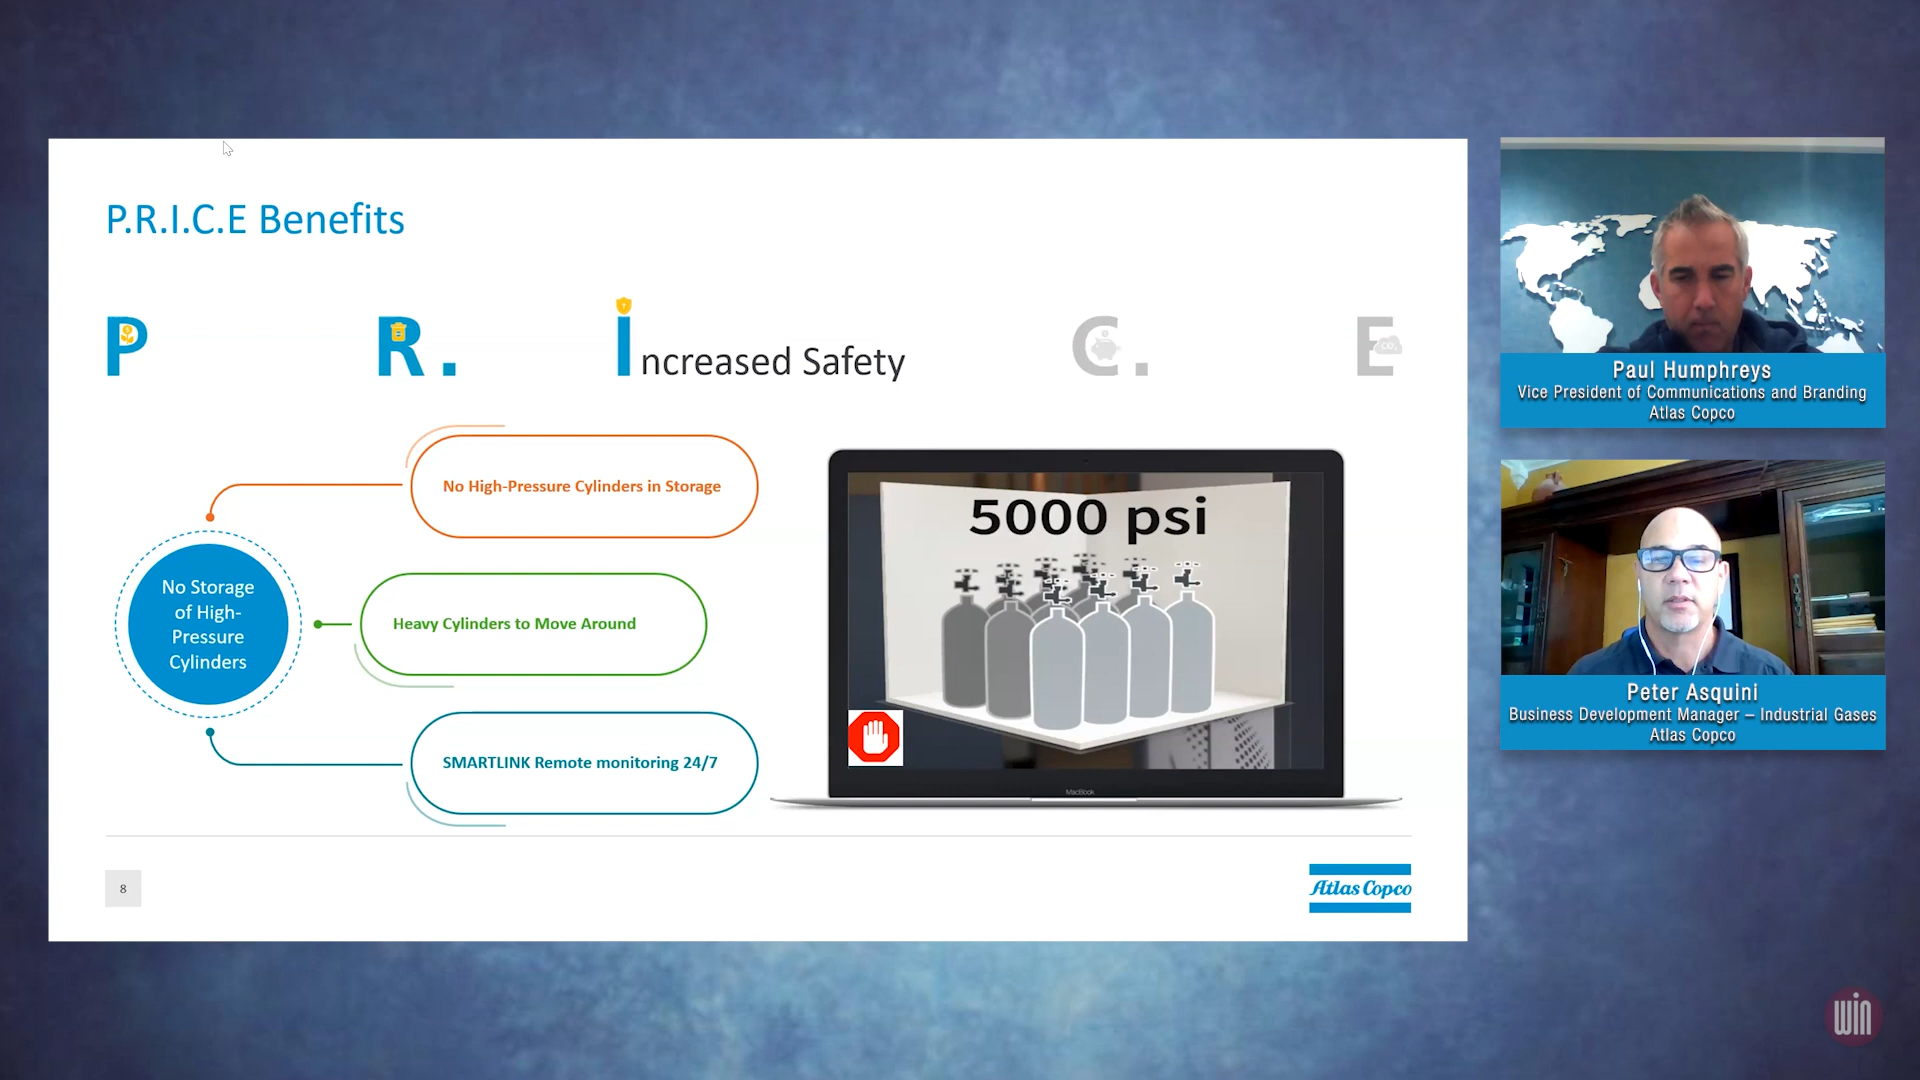 P.R.I.C.E Benefits
P R. Increased Safety C. E
CO₂
No High-Pressure Cylinders in Storage
No Storage
of High-
Pressure
Cylinders
Heavy Cylinders to Move Around
SMARTLINK Remote monitoring 24/7
5000 psi
MacBook
8
Atlas Copco
Paul Humphreys
Vice President of Communications and Branding
Atlas Copco
Peter Asquini
Business Development Manager – Industrial Gases
Atlas Copco
win